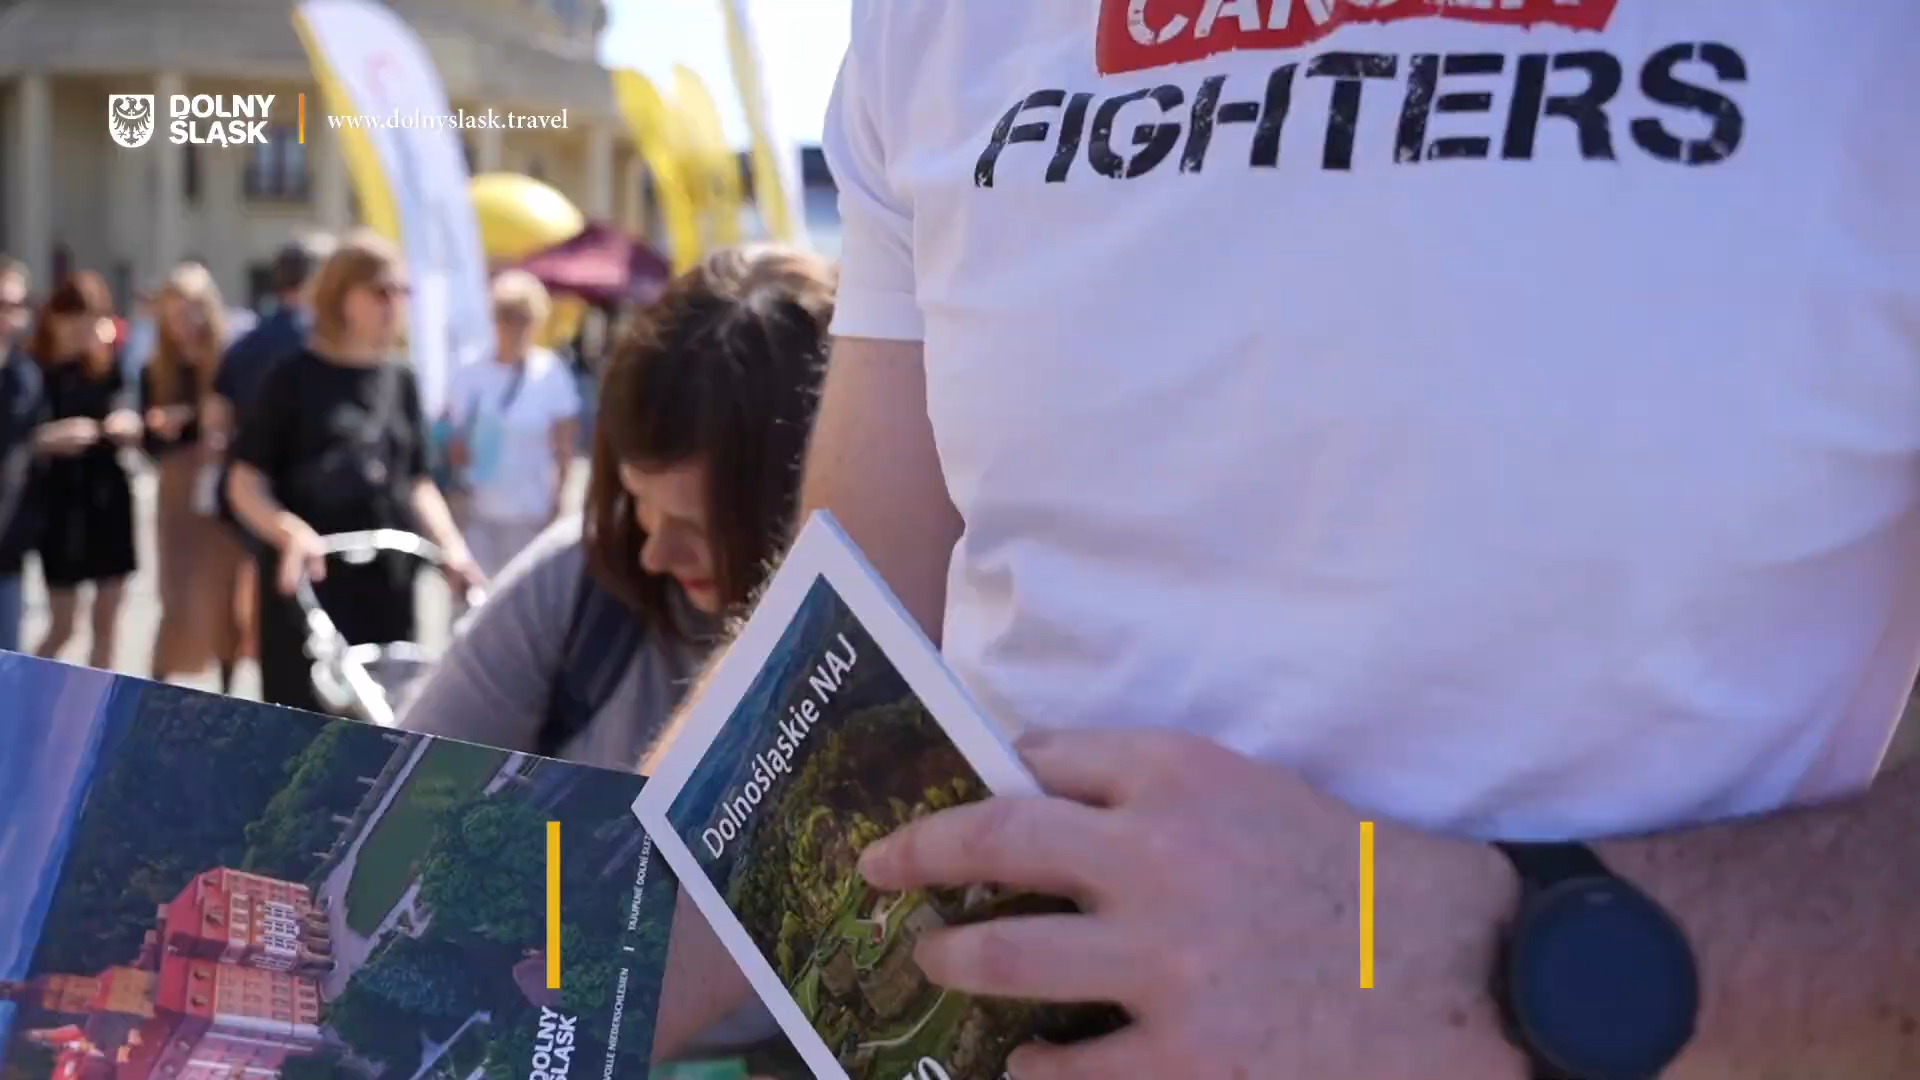 DOLNY
ŚLĄSK
www.dolnyslask.travel
FIGHTERS
Dolnośląskie NAJ
DOLNY
ŚLĄSK